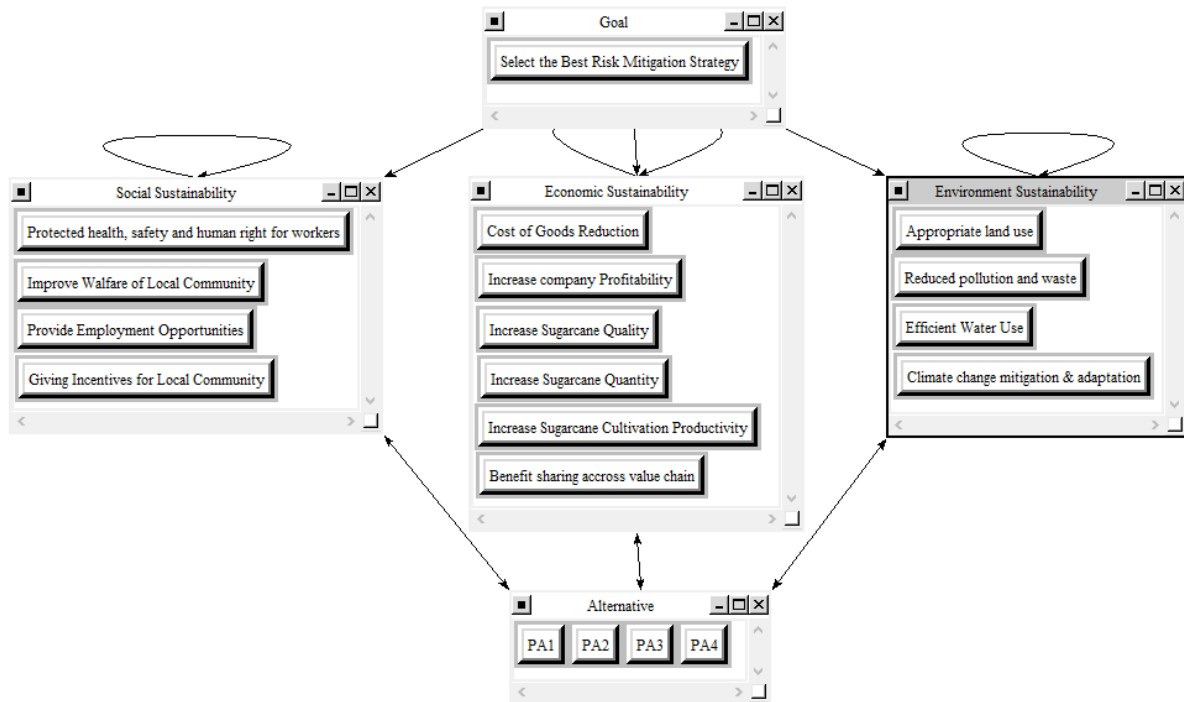 Goal
Select the Best Risk Mitigation Strategy
Social Sustainability
Protected health, safety and human right for workers
Improve Walfare of Local Community
Provide Employment Opportunities
Giving Incentives for Local Community
Economic Sustainability
Cost of Goods Reduction
Increase company Profitability
Increase Sugarcane Quality
Increase Sugarcane Quantity
Increase Sugarcane Cultivation Productivity
Benefit sharing accross value chain
Environment Sustainability
Appropriate land use
Reduced pollution and waste
Efficient Water Use
Climate change mitigation & adaptation
Alternative
PA1 PA2 PA3 PA4